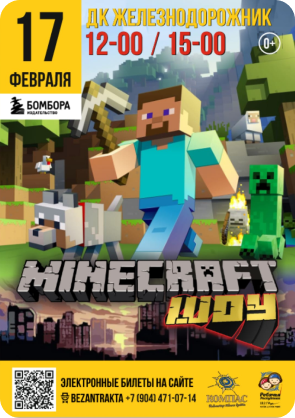 17
ФЕВРАЛЯ
ДК ЖЕЛЕЗНОДОРОЖНИК
12-00 / 15-00
0+
БОМБОРА
ИЗДАТЕЛЬСТВО
MINECRAFT
ШОУ
ЭЛЕКТРОННЫЕ БИЛЕТЫ НА САЙТЕ
BEZANTRAKTA +7 (904) 471-07-14
КОМПАС